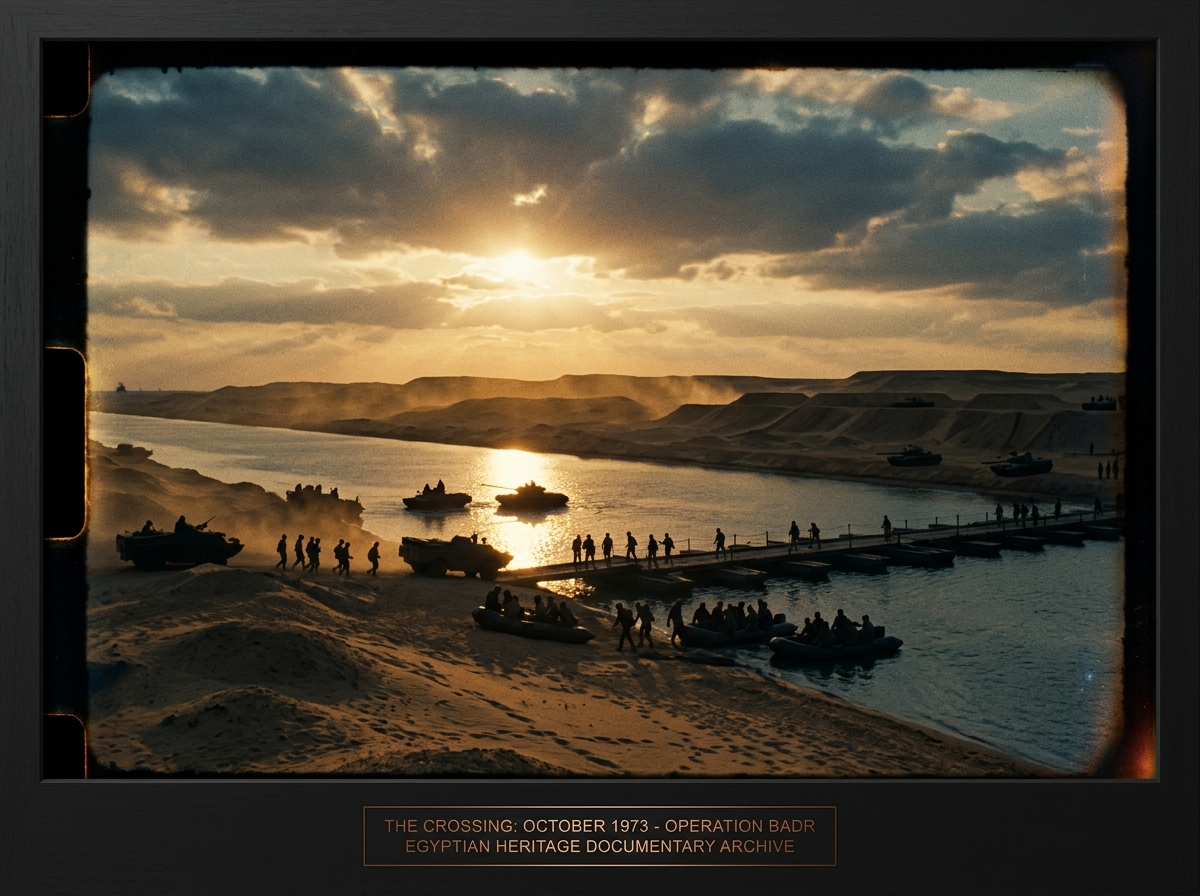 THE CROSSING: OCTOBER 1973 - OPERATION BADR
EGYPTIAN HERITAGE DOCUMENTARY ARCHIVE